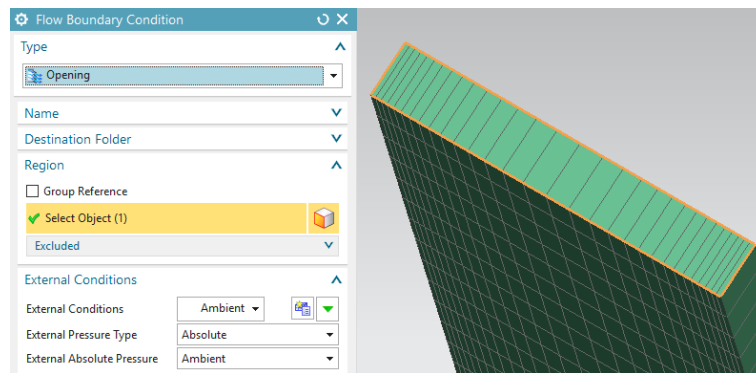 Flow Boundary Condition
Type
Opening
Name
Destination Folder
Region
Group Reference
Select Object (1)
Excluded
External Conditions
External Conditions Ambient
External Pressure Type Absolute
External Absolute Pressure Ambient